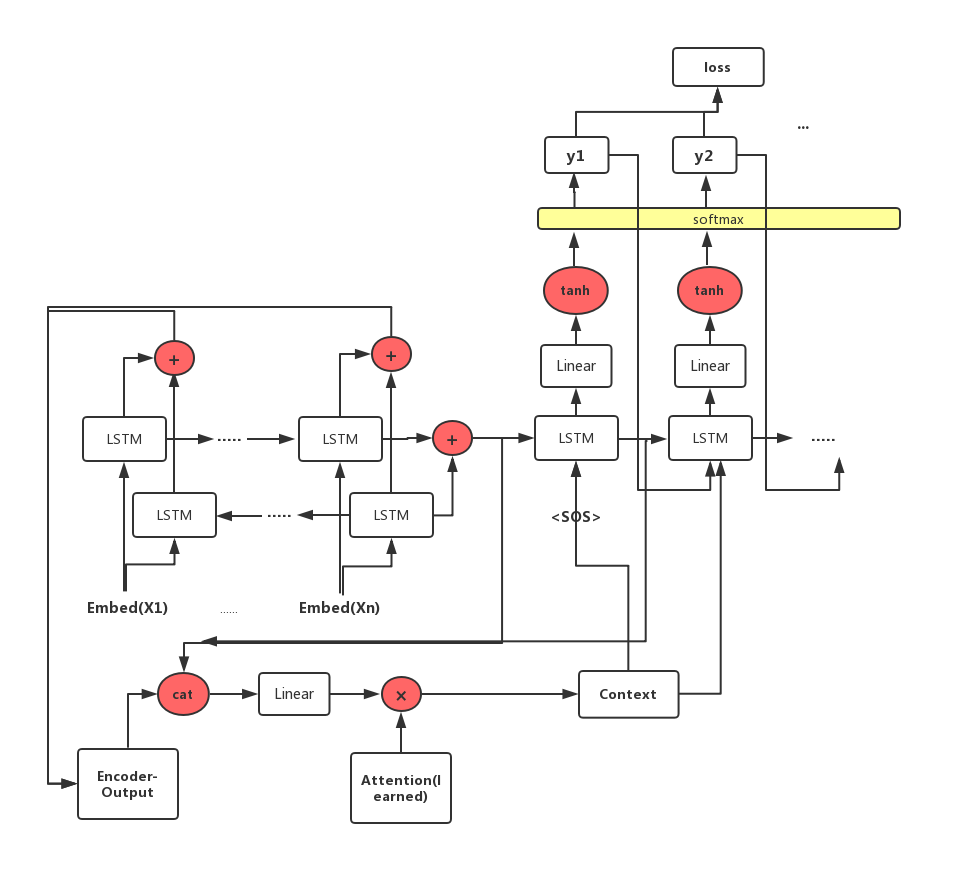 loss
...
y1
y2
softmax
tanh
tanh
+
+
Linear
Linear
LSTM
.....
LSTM
+
LSTM
LSTM
.....
LSTM
.....
LSTM
<SOS>
Embed(X1)
......
Embed(Xn)
cat
Linear
×
Context
Encoder-
Output
Attention(l
earned)